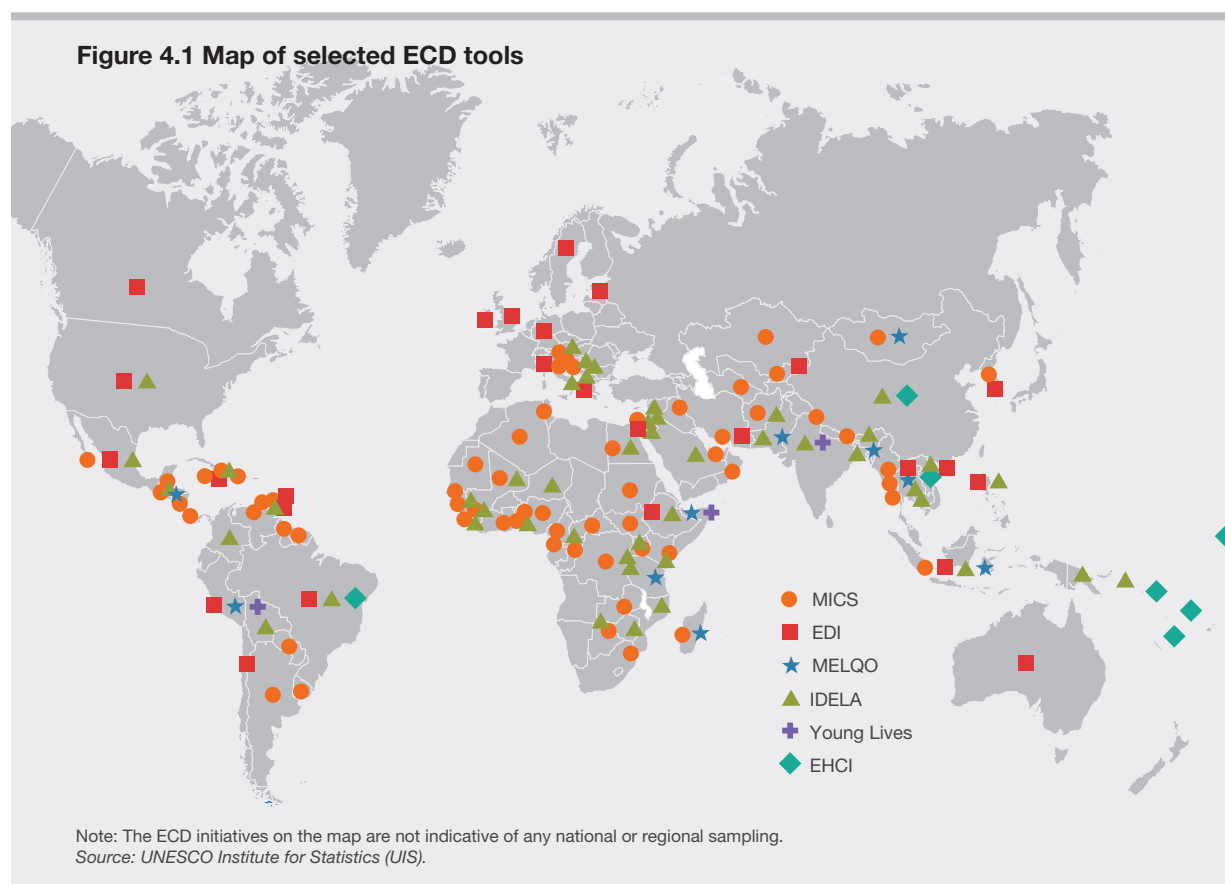 Figure 4.1 Map of selected ECD tools
MICS
EDI
MELQO
IDELA
Young Lives
EHCI
Note: The ECD initiatives on the map are not indicative of any national or regional sampling.
Source: UNESCO Institute for Statistics (UIS).